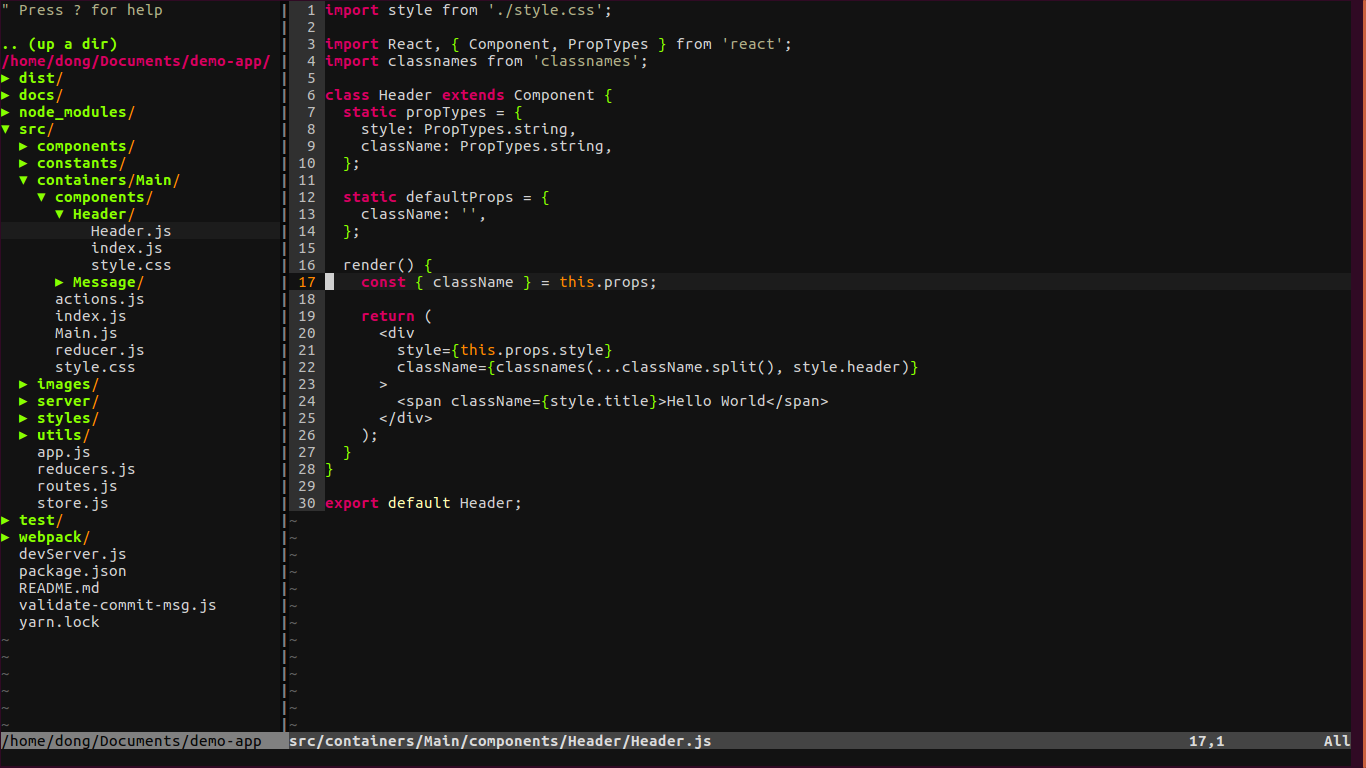 " Press ? for help
.. (up a dir)
/home/dong/Documents/demo-app/
▶ dist/
▶ docs/
▶ node_modules/
▼ src/
  ▶ components/
  ▶ constants/
  ▼ containers/Main/
    ▼ components/
      ▼ Header/
          Header.js
          index.js
          style.css
      ▶ Message/
      actions.js
      index.js
      Main.js
      reducer.js
      style.css
  ▶ images/
  ▶ server/
  ▶ styles/
  ▶ utils/
    app.js
    reducers.js
    routes.js
    store.js
▶ test/
▶ webpack/
  devServer.js
  package.json
  README.md
  validate-commit-msg.js
  yarn.lock
~
~
~
~
~
~
/home/dong/Documents/demo-app
 1 import style from './style.css';
 2
 3 import React, { Component, PropTypes } from 'react';
 4 import classnames from 'classnames';
 5
 6 class Header extends Component {
 7   static propTypes = {
 8     style: PropTypes.string,
 9     className: PropTypes.string,
10   };
11
12   static defaultProps = {
13     className: '',
14   };
15
16   render() {
17     const { className } = this.props;
18
19     return (
20       <div
21         style={this.props.style}
22         className={classnames(...className.split(), style.header)}
23       >
24         <span className={style.title}>Hello World</span>
25       </div>
26     );
27   }
28 }
29
30 export default Header;
~
~
~
~
~
~
~
~
~
~
~
~
~
src/containers/Main/components/Header/Header.js 17,1 All